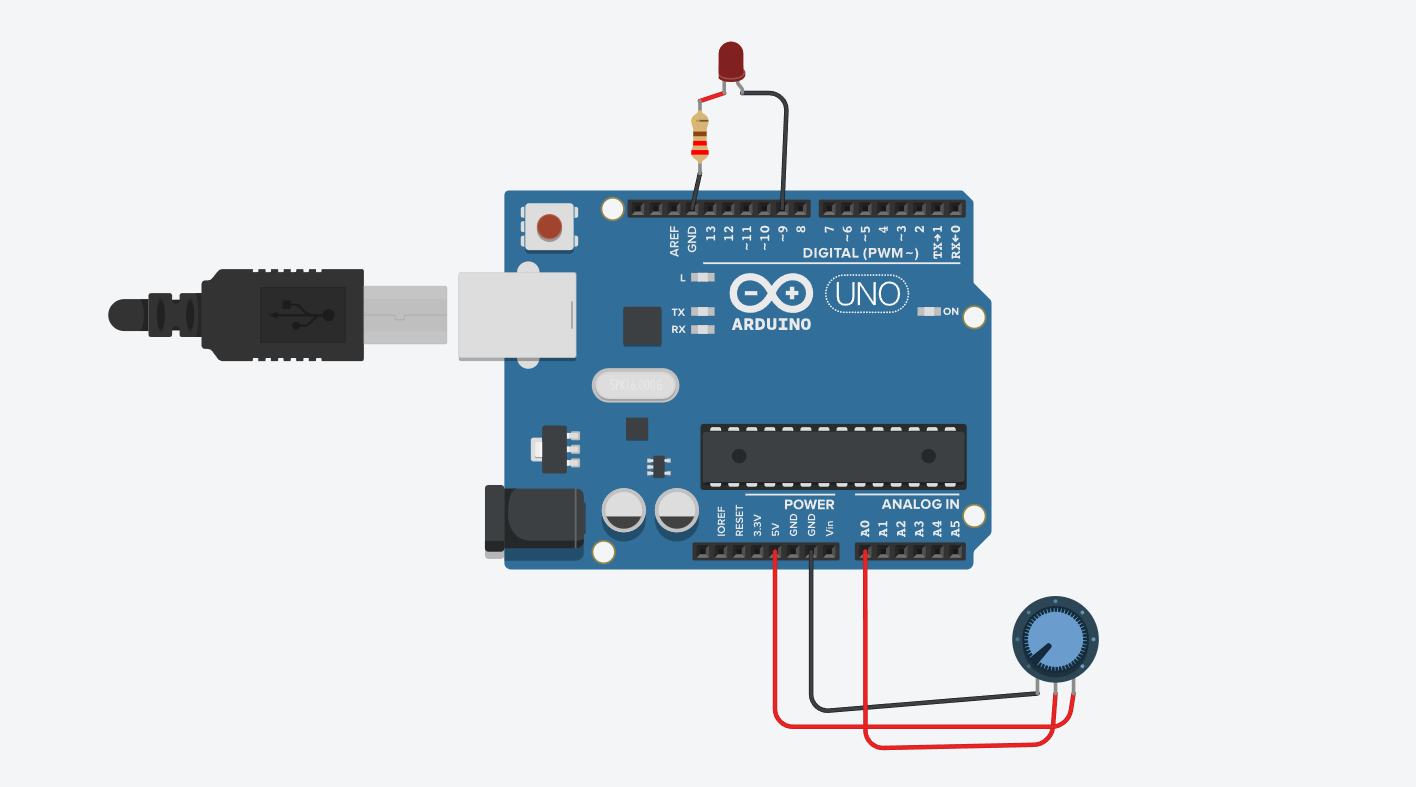 AREF
GND
13
12
~11
~10
~9
8
7
~6
~5
4
~3
2
TX→1
RX←0
DIGITAL (PWM~)
L
TX
RX
ARDUINO
UNO
ON
SMK16.000G
POWER
ANALOG IN
IOREF
RESET
3.3V
5V
GND
GND
Vin
A0
A1
A2
A3
A4
A5